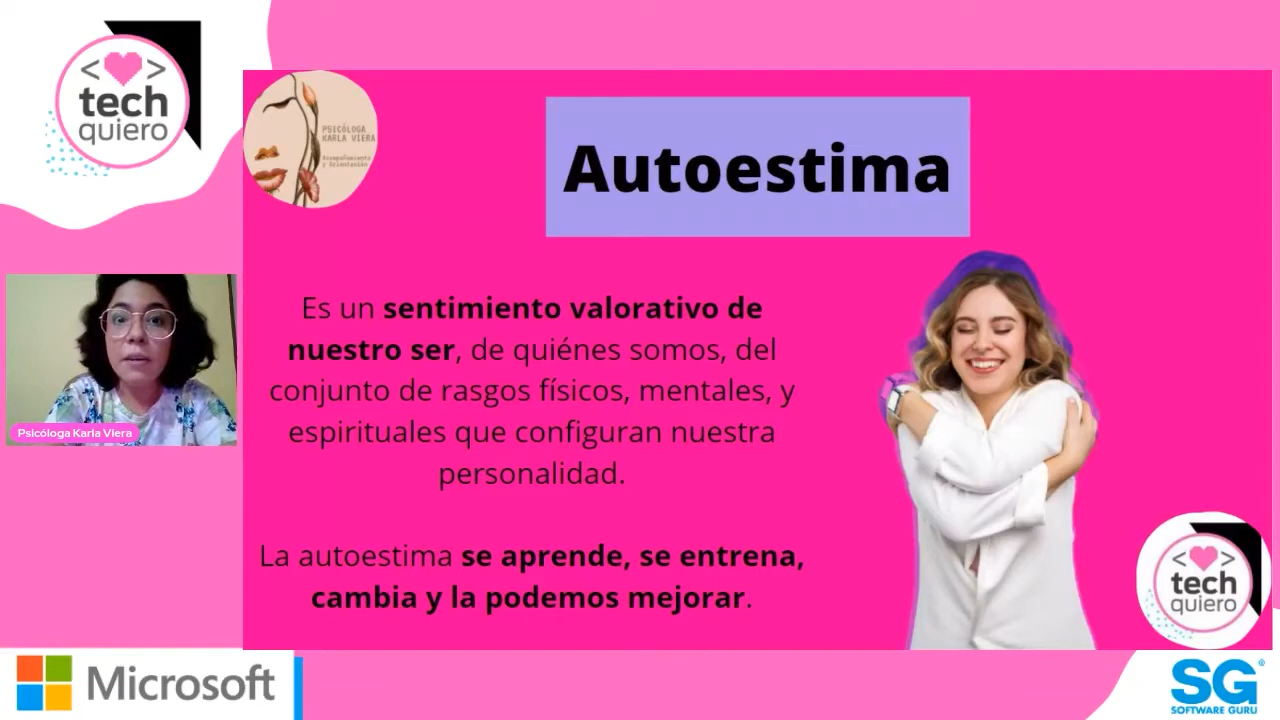 < >
tech
quiero
PSICÓLOGA
KARLA VIERA
Acompañamiento
y Orientación
Autoestima
Es un sentimiento valorativo de
nuestro ser, de quiénes somos, del
conjunto de rasgos físicos, mentales, y
espirituales que configuran nuestra
personalidad.
La autoestima se aprende, se entrena,
cambia y la podemos mejorar.
Psicóloga Karla Viera
< >
tech
quiero
Microsoft
SG®
SOFTWARE GURU